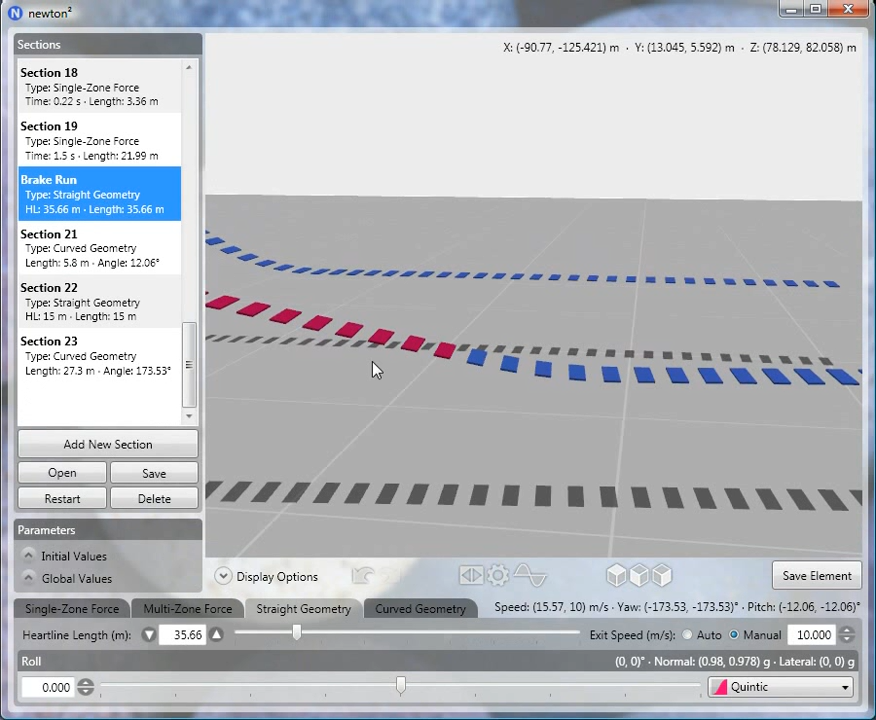 newton²
Sections
X: (-90.77, -125.421) m · Y: (13.045, 5.592) m · Z: (78.129, 82.058) m
Section 18
Type: Single-Zone Force
Time: 0.22 s · Length: 3.36 m
Section 19
Type: Single-Zone Force
Time: 1.5 s · Length: 21.99 m
Brake Run
Type: Straight Geometry
HL: 35.66 m · Length: 35.66 m
Section 21
Type: Curved Geometry
Length: 5.8 m · Angle: 12.06°
Section 22
Type: Straight Geometry
HL: 15 m · Length: 15 m
Section 23
Type: Curved Geometry
Length: 27.3 m · Angle: 173.53°
Add New Section
Open
Save
Restart
Delete
Parameters
Initial Values
Global Values
Display Options
Save Element
Single-Zone Force
Multi-Zone Force
Straight Geometry
Curved Geometry
Speed: (15.57, 10) m/s · Yaw: (-173.53, -173.53)° · Pitch: (-12.06, -12.06)°
Heartline Length (m):
35.66
Exit Speed (m/s):
Auto
Manual
10.000
Roll
(0, 0)° · Normal: (0.98, 0.978) g · Lateral: (0, 0) g
0.000
Quintic